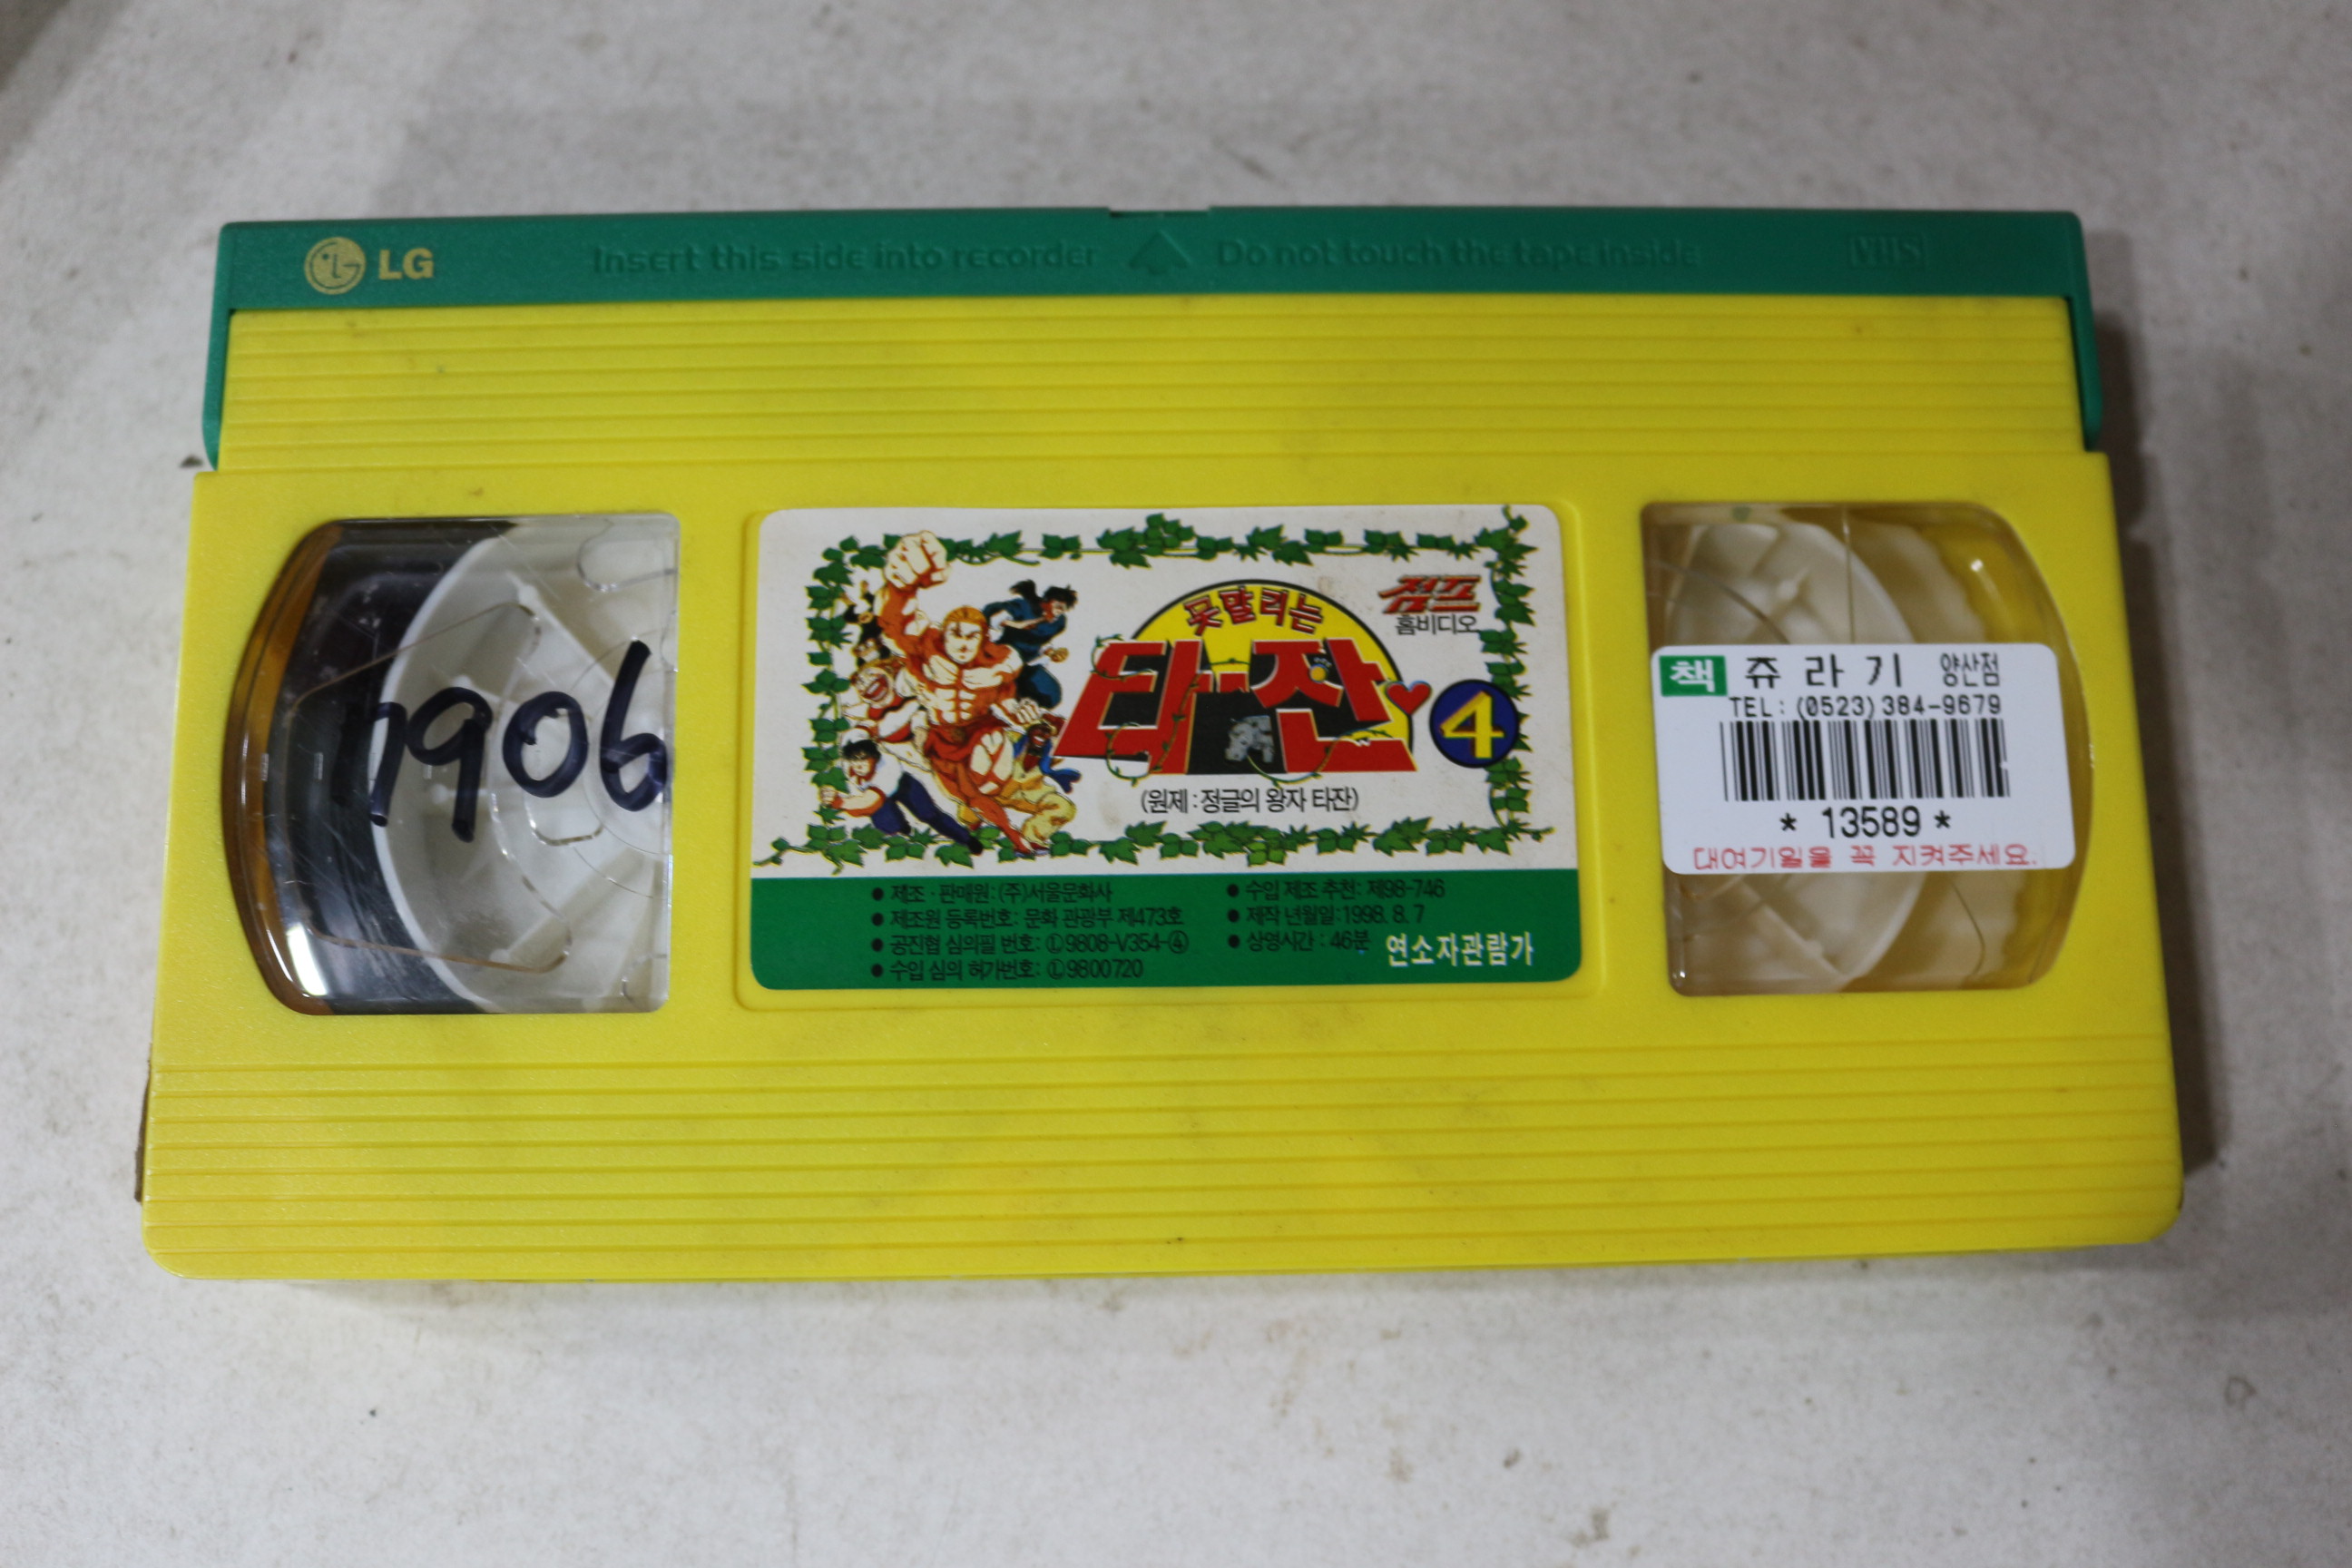 LG
Insert this side into recorder
Do not touch the tape inside
VHS
7906
못말리는
타잔
4
점프
홈비디오
(원제 : 정글의 왕자 타잔)
● 제조 · 판매원: (주)서울문화사
● 제조원 등록번호: 문화 관광부 제473호
● 공진협 심의필 번호: Ⓛ9808-V354-④
● 수입 심의 허가번호: Ⓛ9800720
● 수입 제조 추천: 제98-746
● 제작 년월일:1998. 8. 7
● 상영시간 : 46분
연소자관람가
책 쥬라기 양산점
TEL: (0523)384-9679
* 13589 *
대여기일을 꼭 지켜주세요.